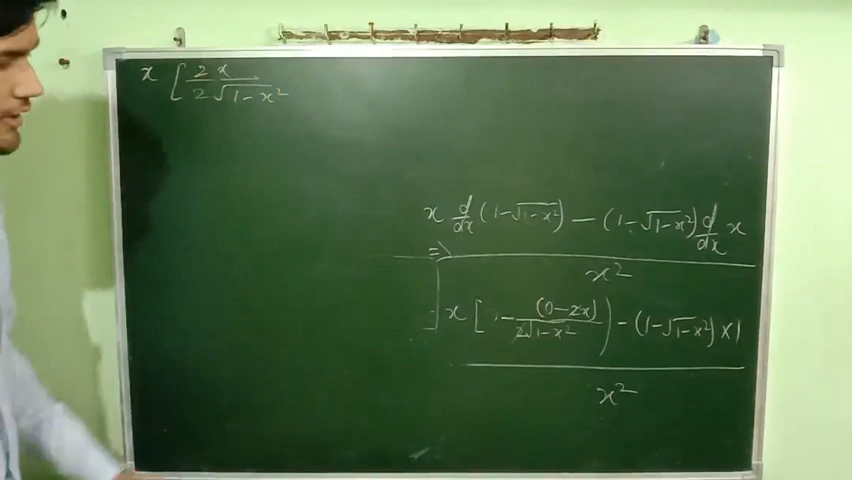 x [ 2x / 2√1-x²
x d/dx (1-√1-x²) - (1-√1-x²) d/dx x
⇒
x²
x [ - (0-2x) / 2√1-x² ) - (1-√1-x²) × 1
x²